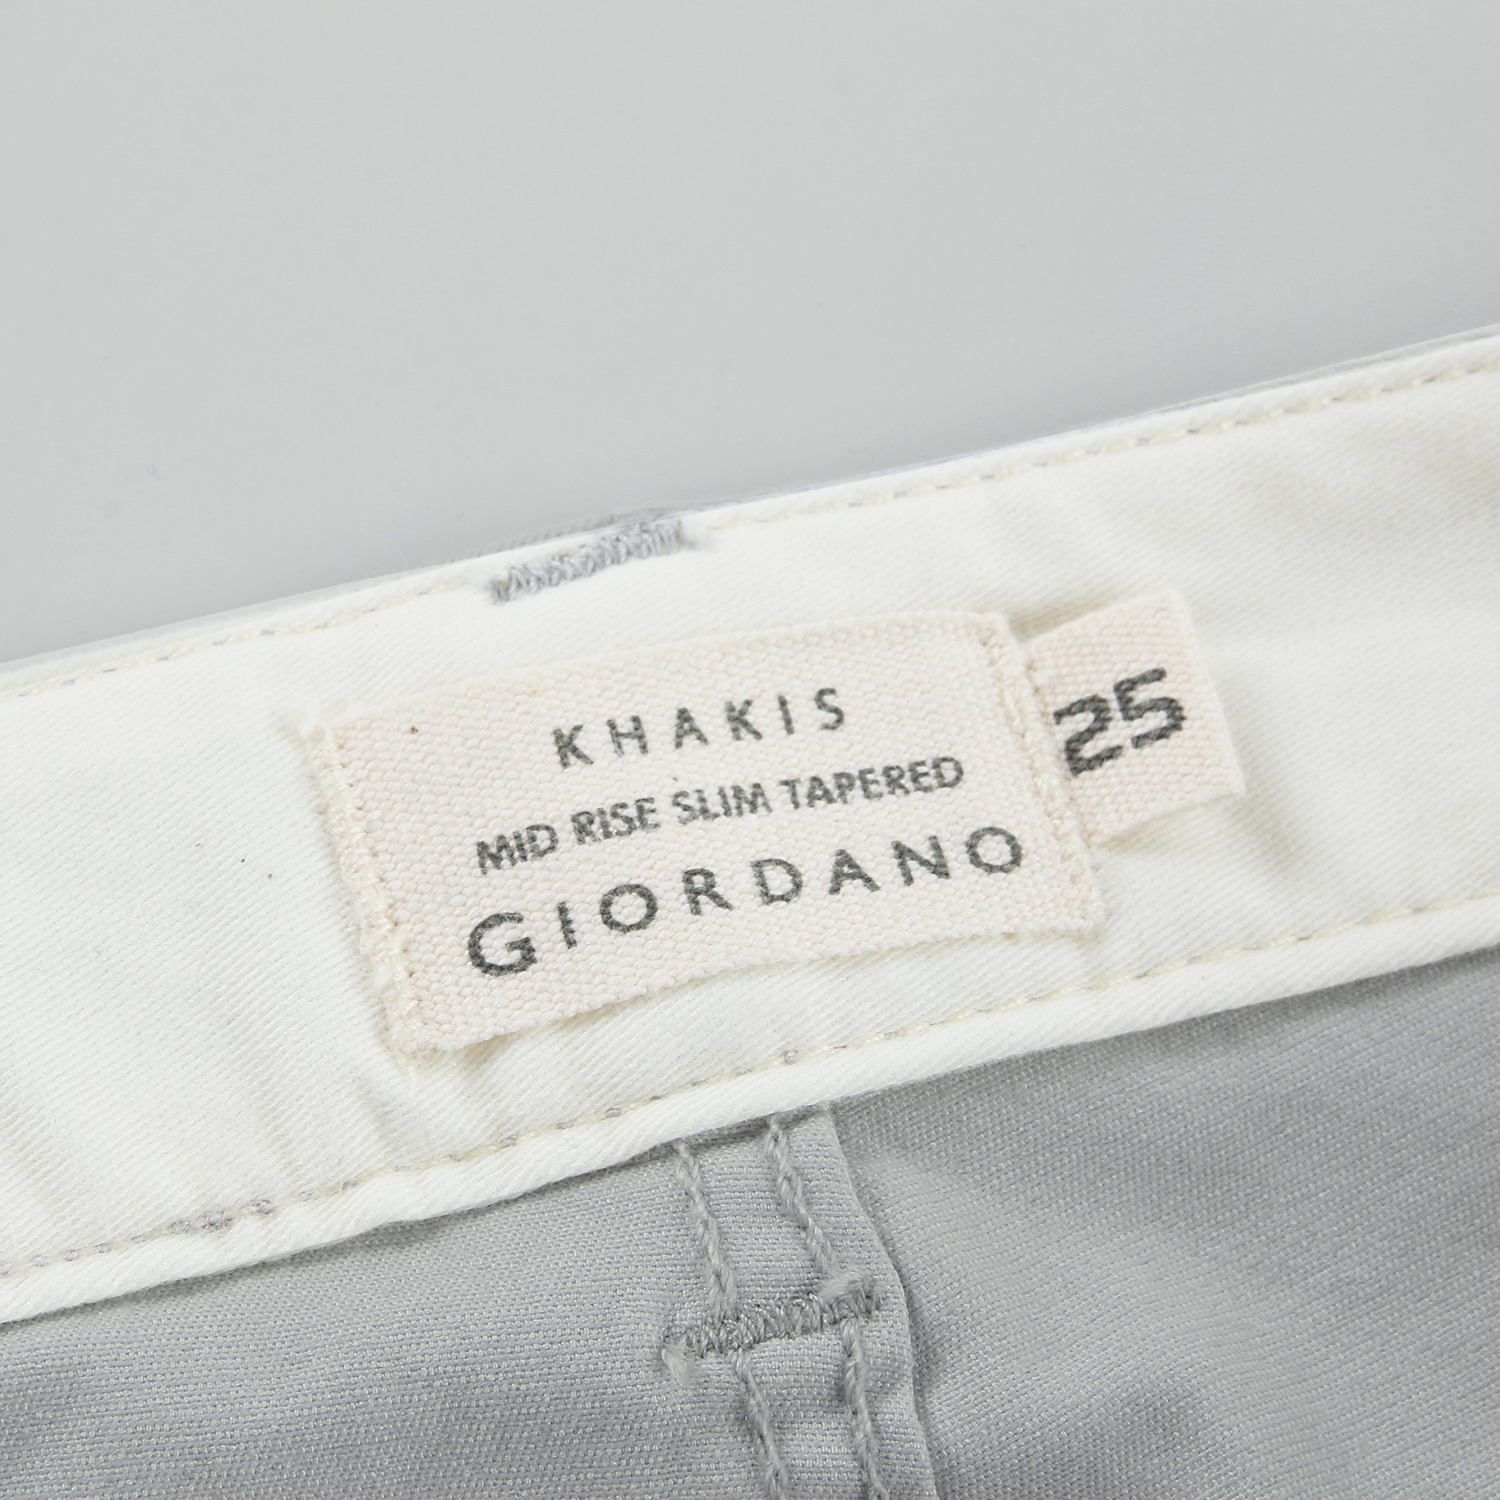 KHAKIS
MID RISE SLIM TAPERED
GIORDANO
25